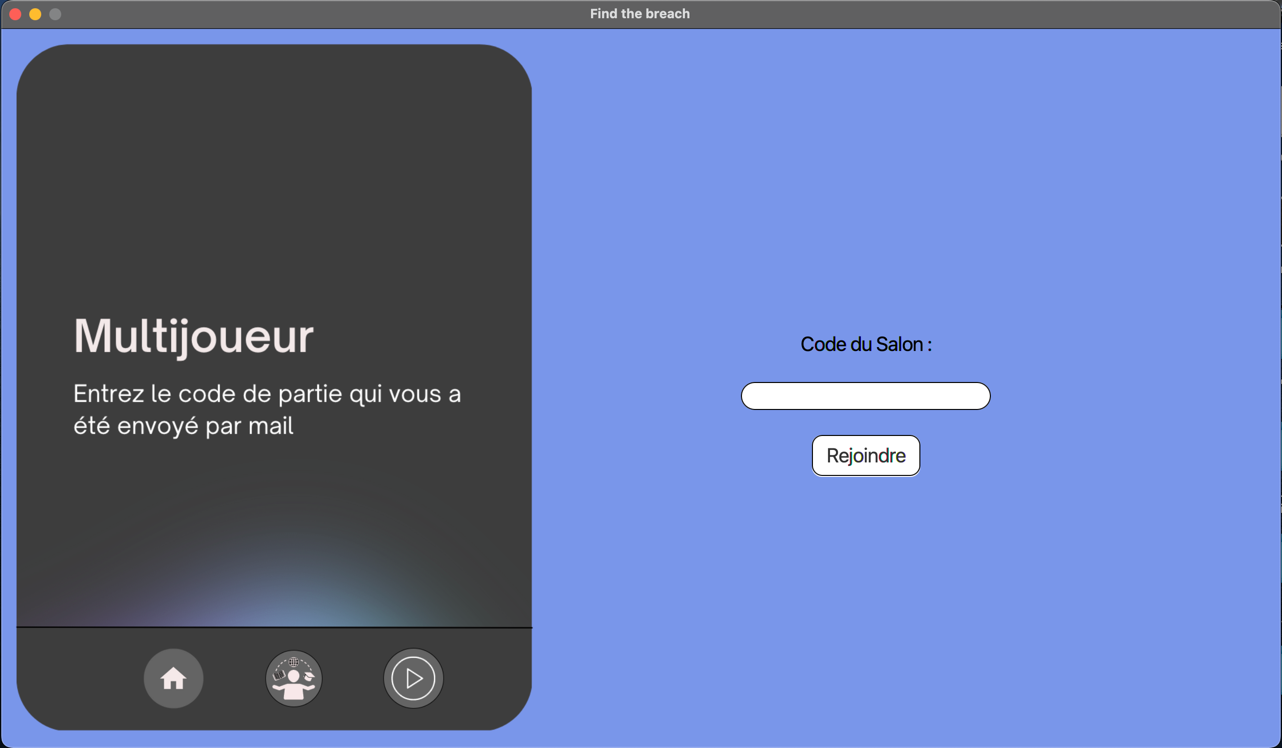 Find the breach
Multijoueur
Entrez le code de partie qui vous a
été envoyé par mail
Code du Salon :
Rejoindre